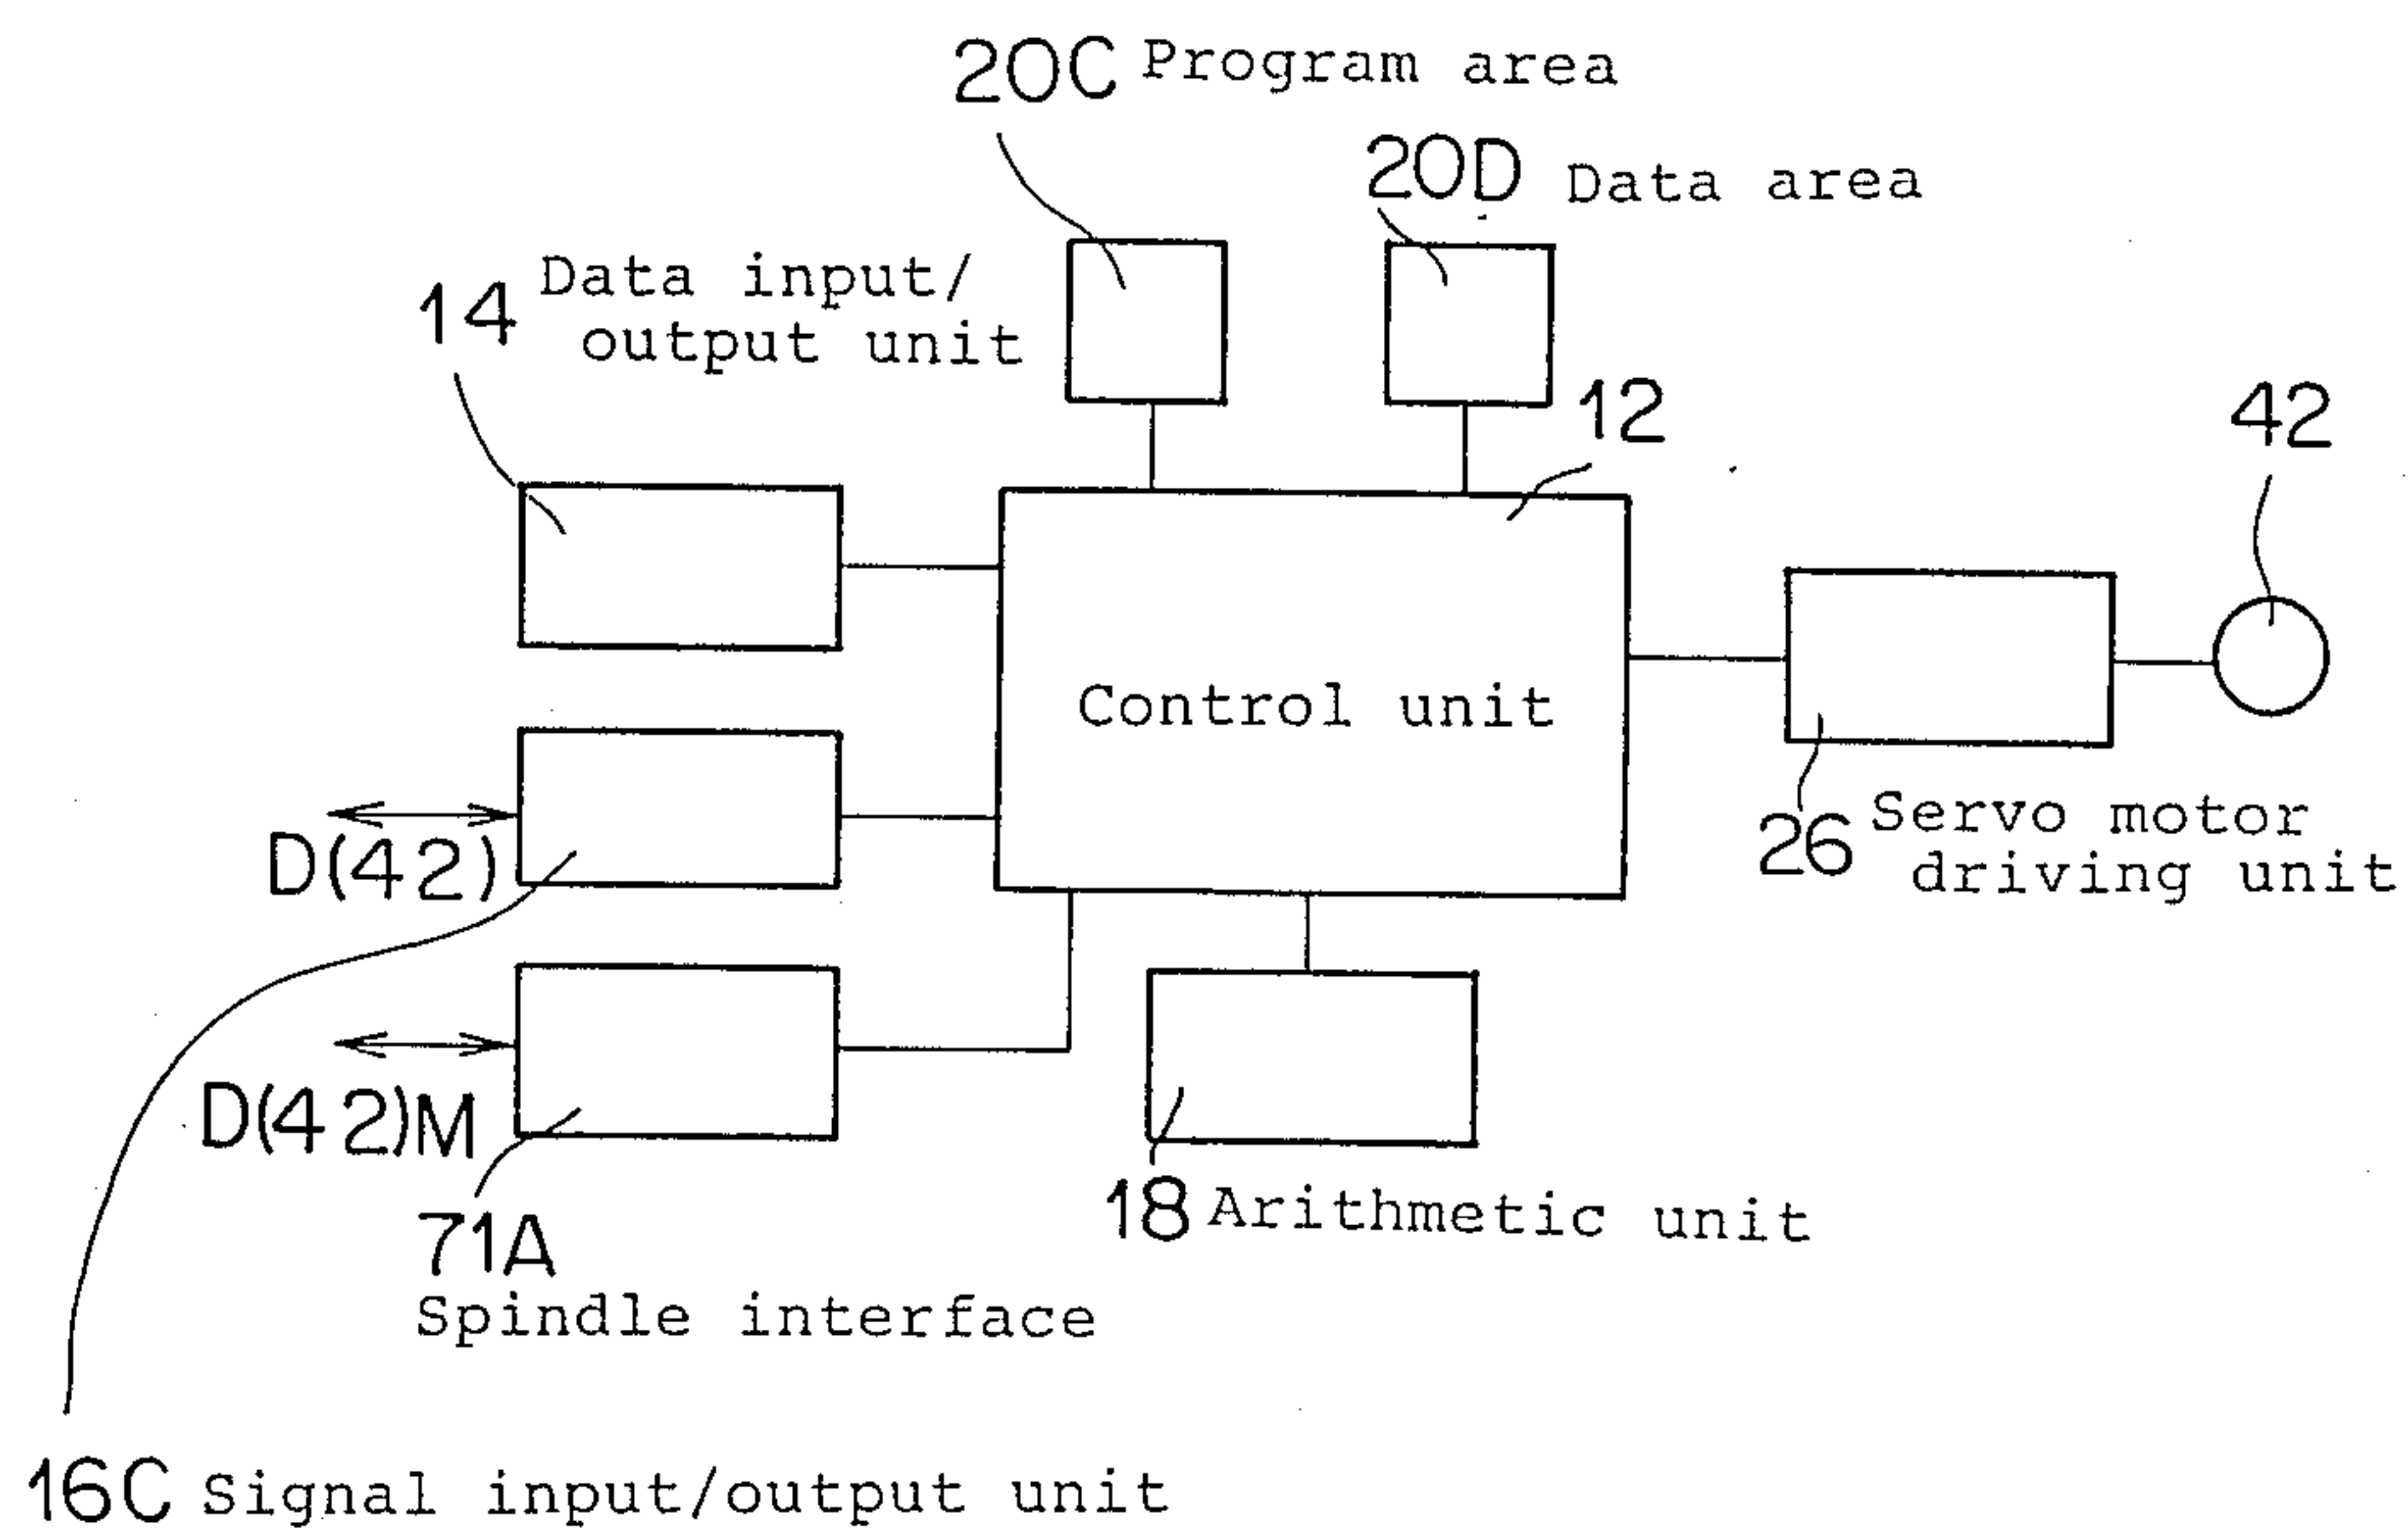 20C Program area
20D Data area
14 Data input/
output unit
12
42
Control unit
D(42)
26 Servo motor
driving unit
D(42)M
18 Arithmetic unit
71A
Spindle interface
16C Signal input/output unit